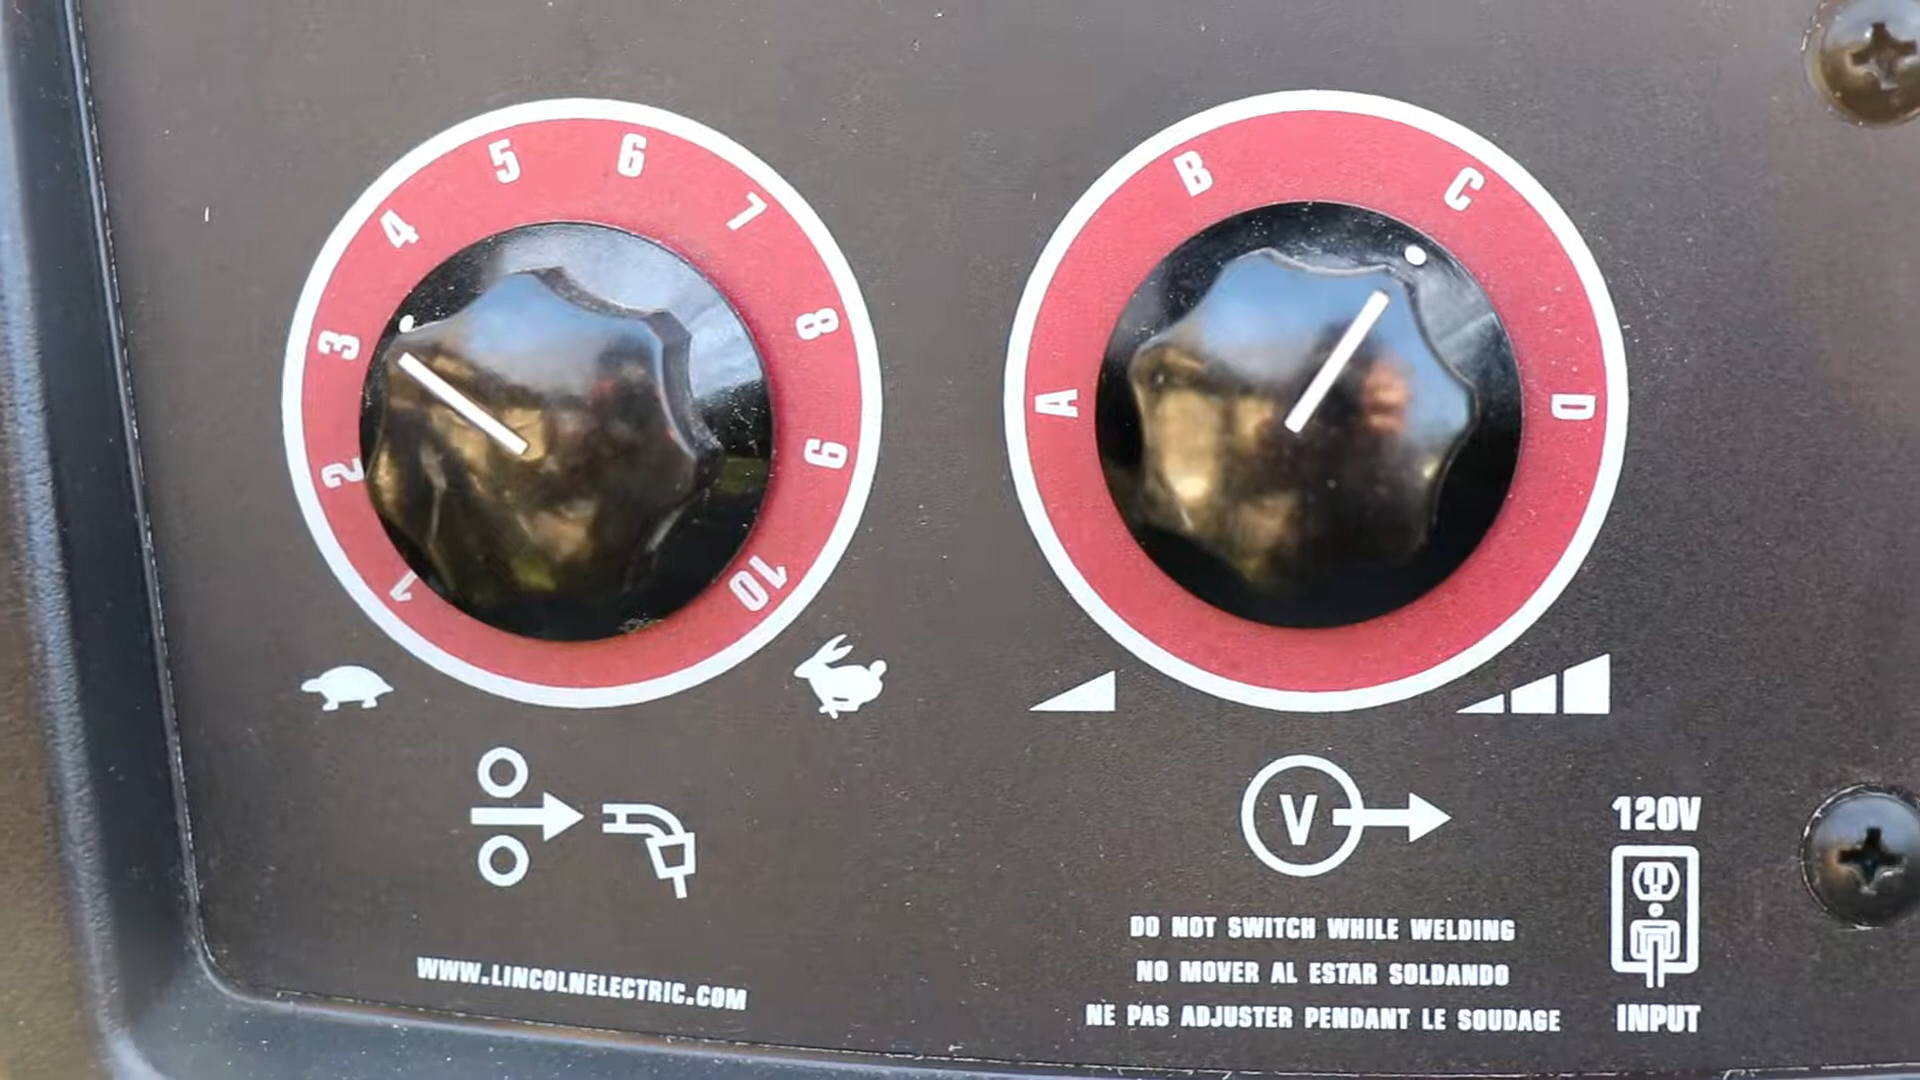 1 2 3 4 5 6 7 8 9 10
A B C D
V
120V
INPUT
DO NOT SWITCH WHILE WELDING
NO MOVER AL ESTAR SOLDANDO
NE PAS ADJUSTER PENDANT LE SOUDAGE
WWW.LINCOLNELECTRIC.COM